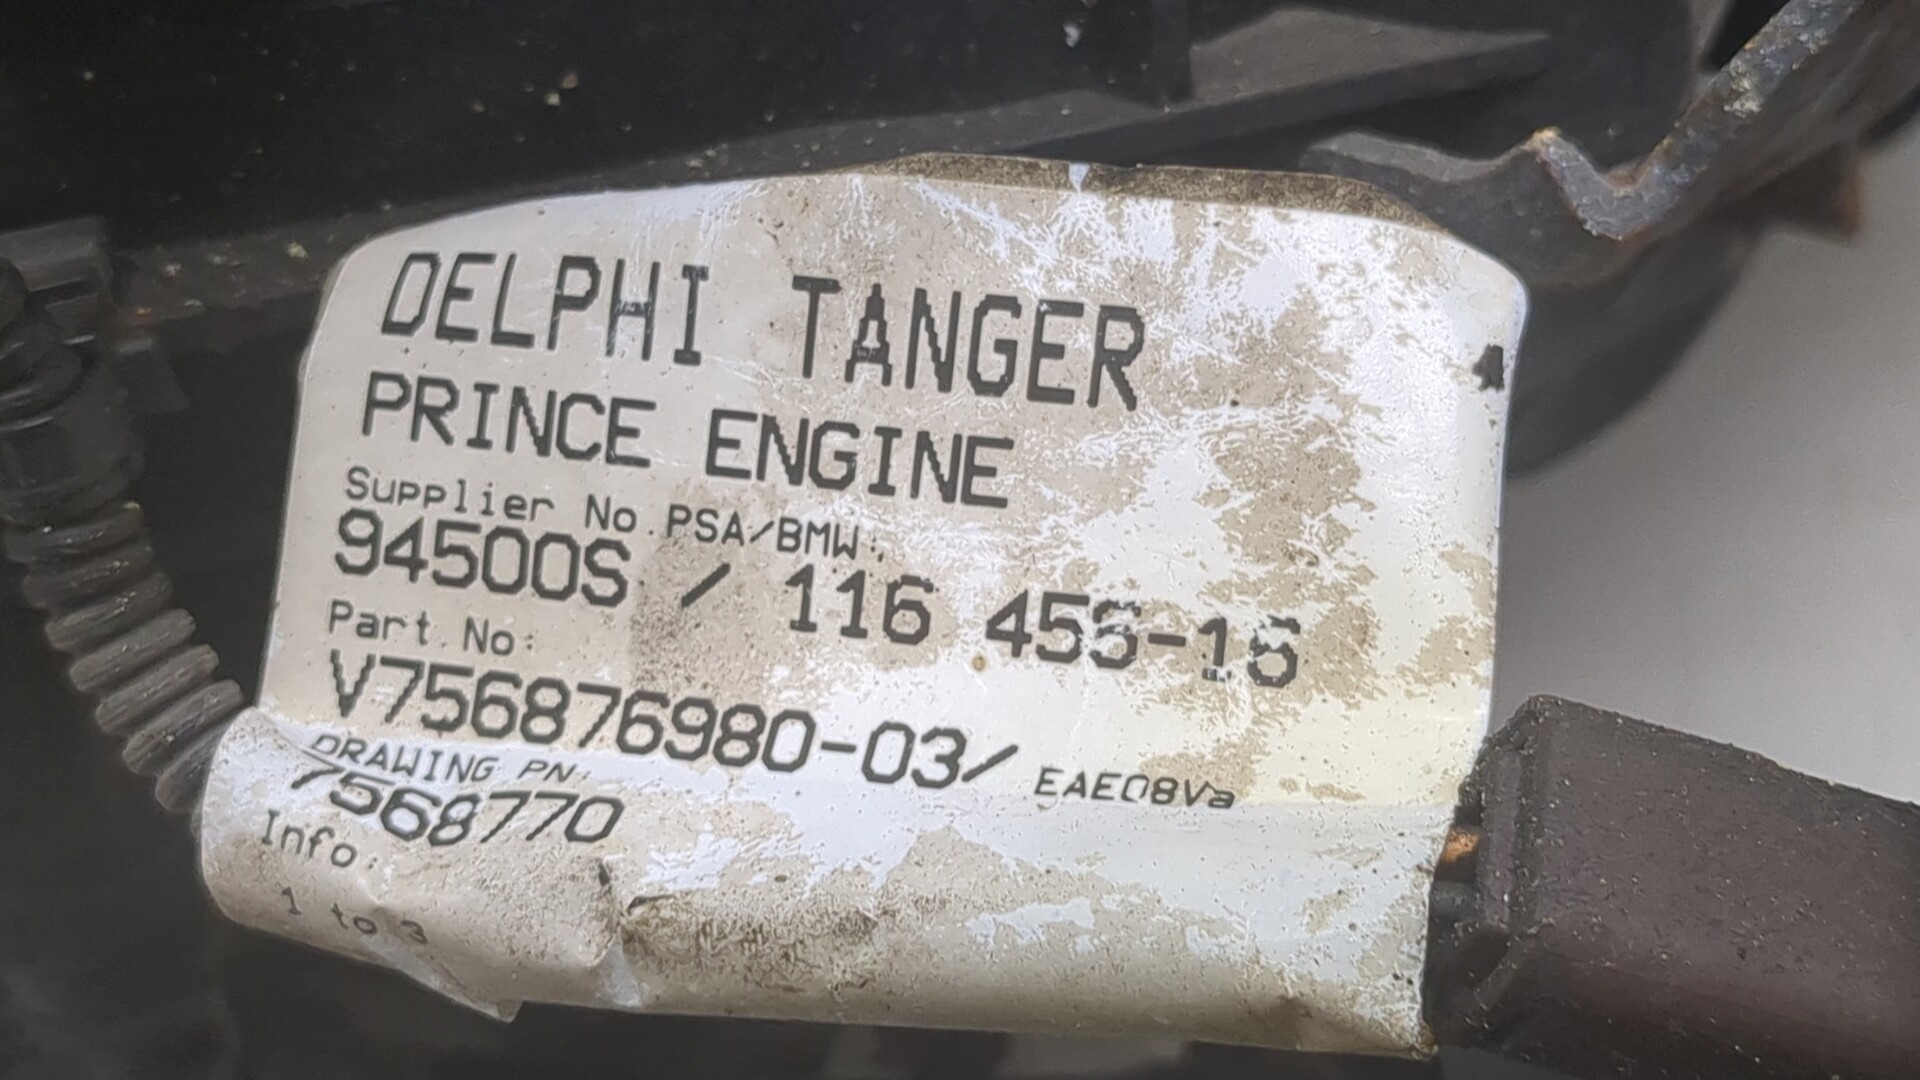 DELPHI TANGER
PRINCE ENGINE
Supplier No.PSA/BMW:
94500S / 116 456-16
Part.No:
V756876980-03/ EAE08Va
DRAWING PN:
7568770
Info:
1 to 3